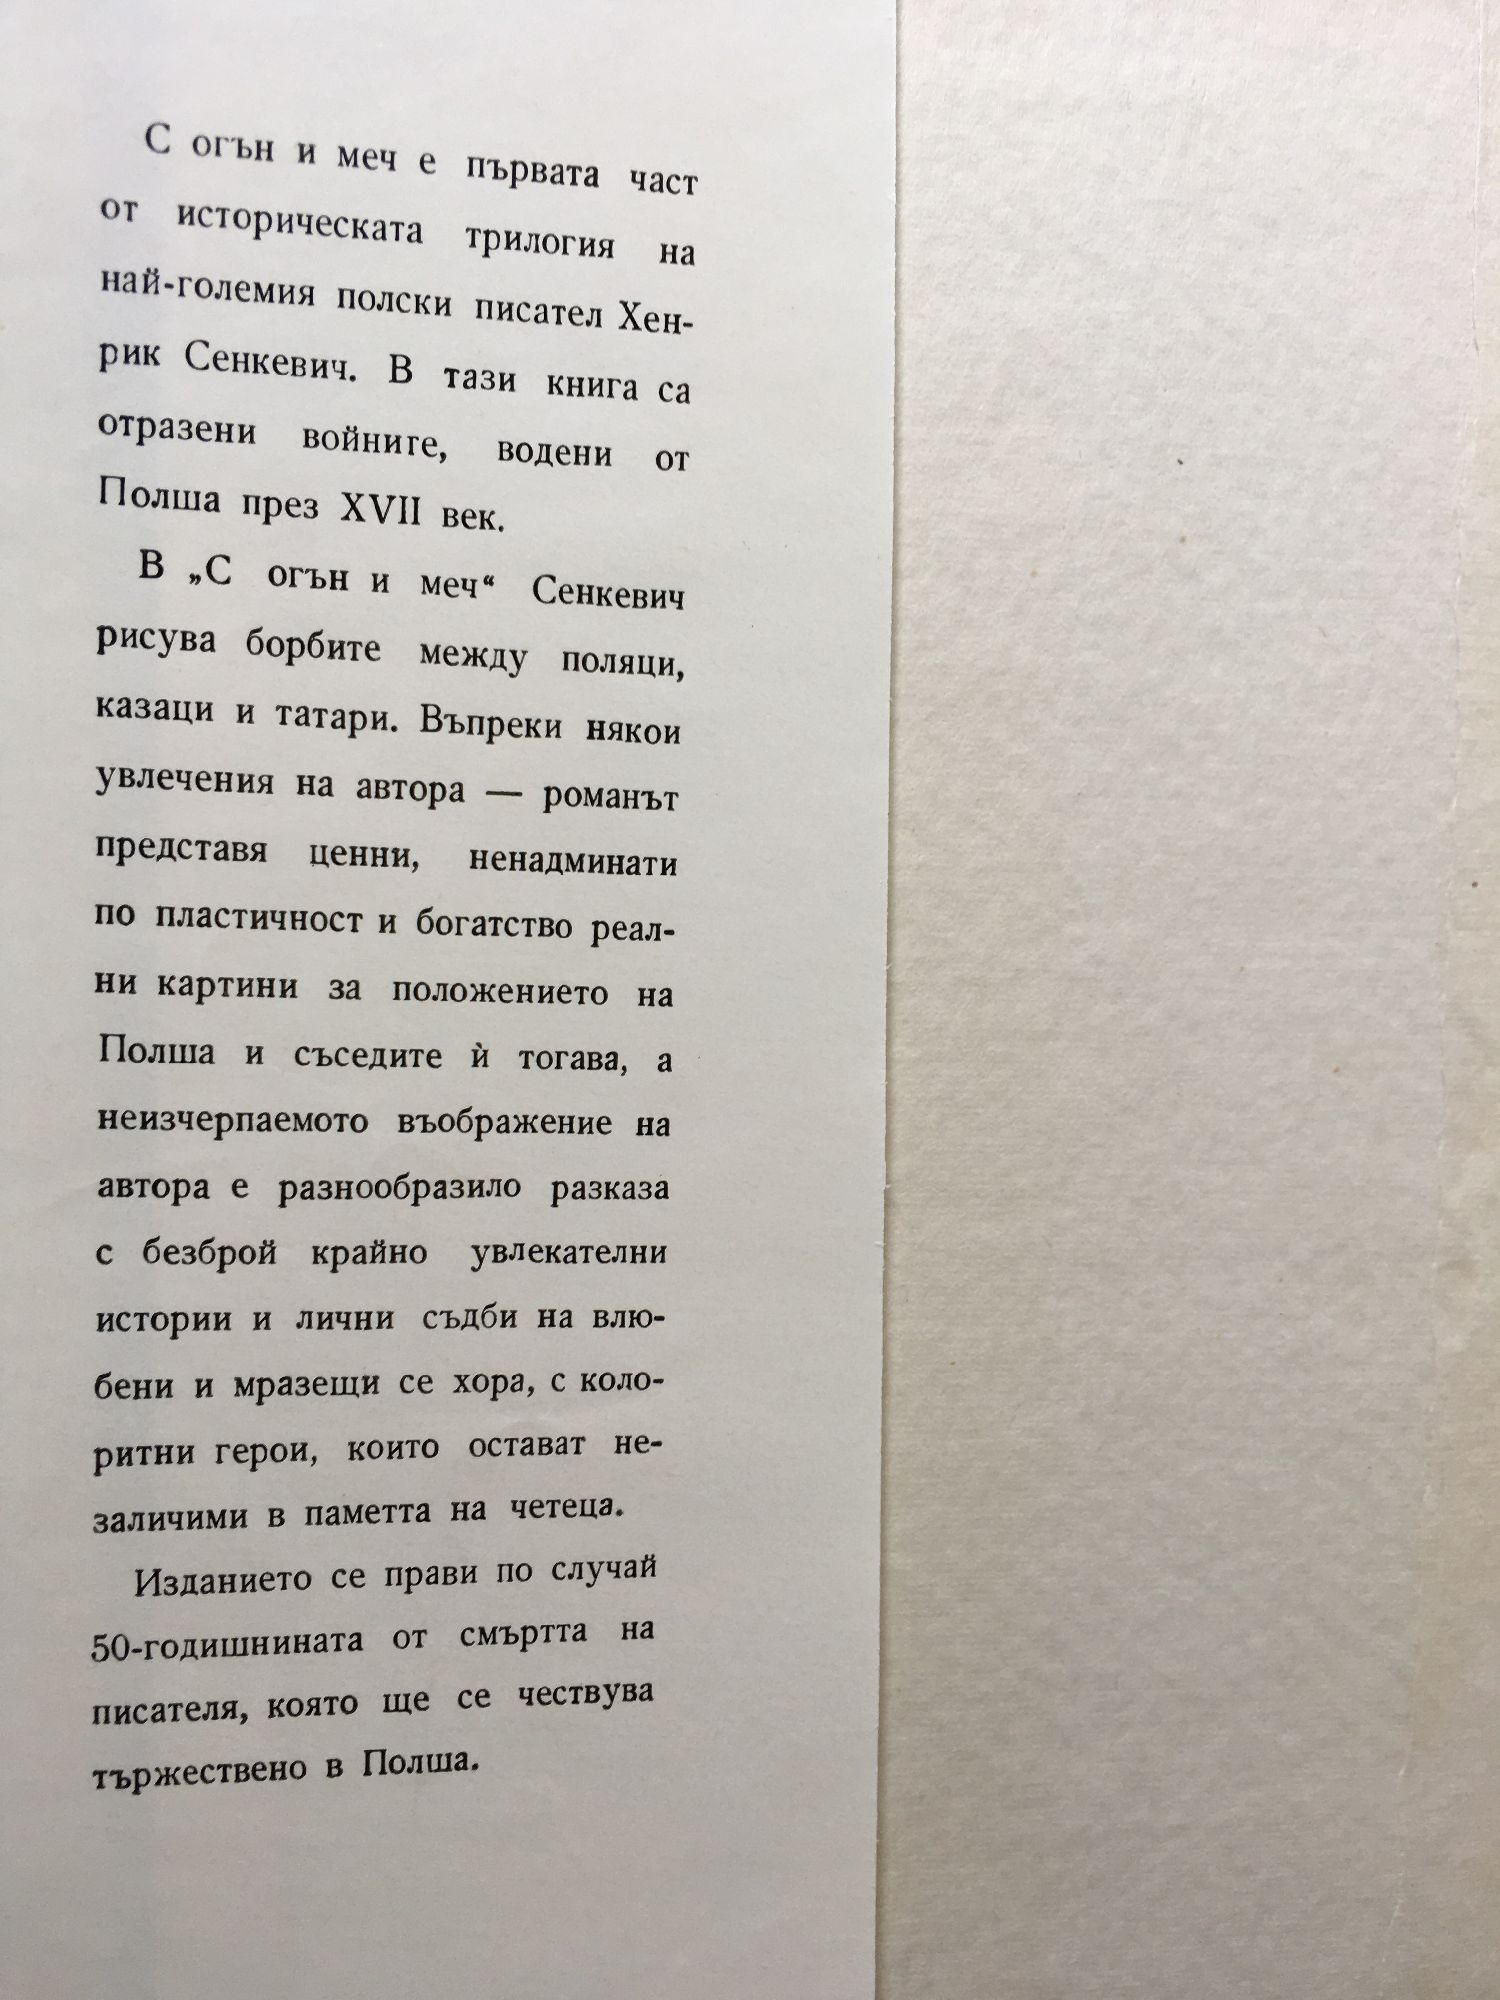 С огън и меч е първата част
от историческата трилогия на
най-големия полски писател Хен-
рик Сенкевич. В тази книга са
отразени войните, водени от
Полша през XVII век.
В „С огън и меч“ Сенкевич
рисува борбите между поляци,
казаци и татари. Въпреки някои
увлечения на автора — романът
представя ценни, ненадминати
по пластичност и богатство реал-
ни картини за положението на
Полша и съседите ѝ тогава, а
неизчерпаемото въображение на
автора е разнообразило разказа
с безброй крайно увлекателни
истории и лични съдби на влю-
бени и мразещи се хора, с коло-
ритни герои, които остават не-
заличими в паметта на четеца.
Изданието се прави по случай
50-годишнината от смъртта на
писателя, която ще се чествува
тържествено в Полша.